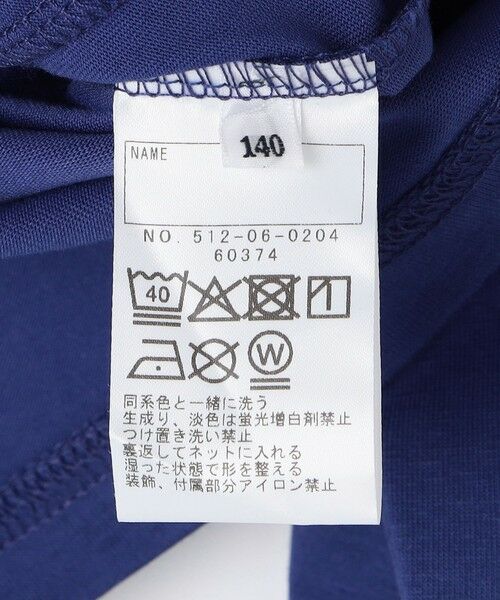 140
NAME
NO. 512-06-0204
60374
40
W
同系色と一緒に洗う
生成り、淡色は蛍光増白剤禁止
つけ置き洗い禁止
裏返してネットに入れる
湿った状態で形を整える
装飾、付属部分アイロン禁止